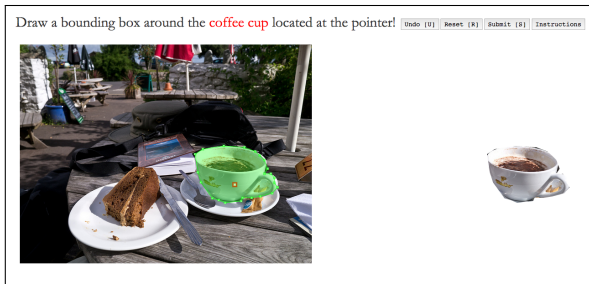 Draw a bounding box around the coffee cup located at the pointer! Undo [U] Reset [R] Submit [S] Instructions